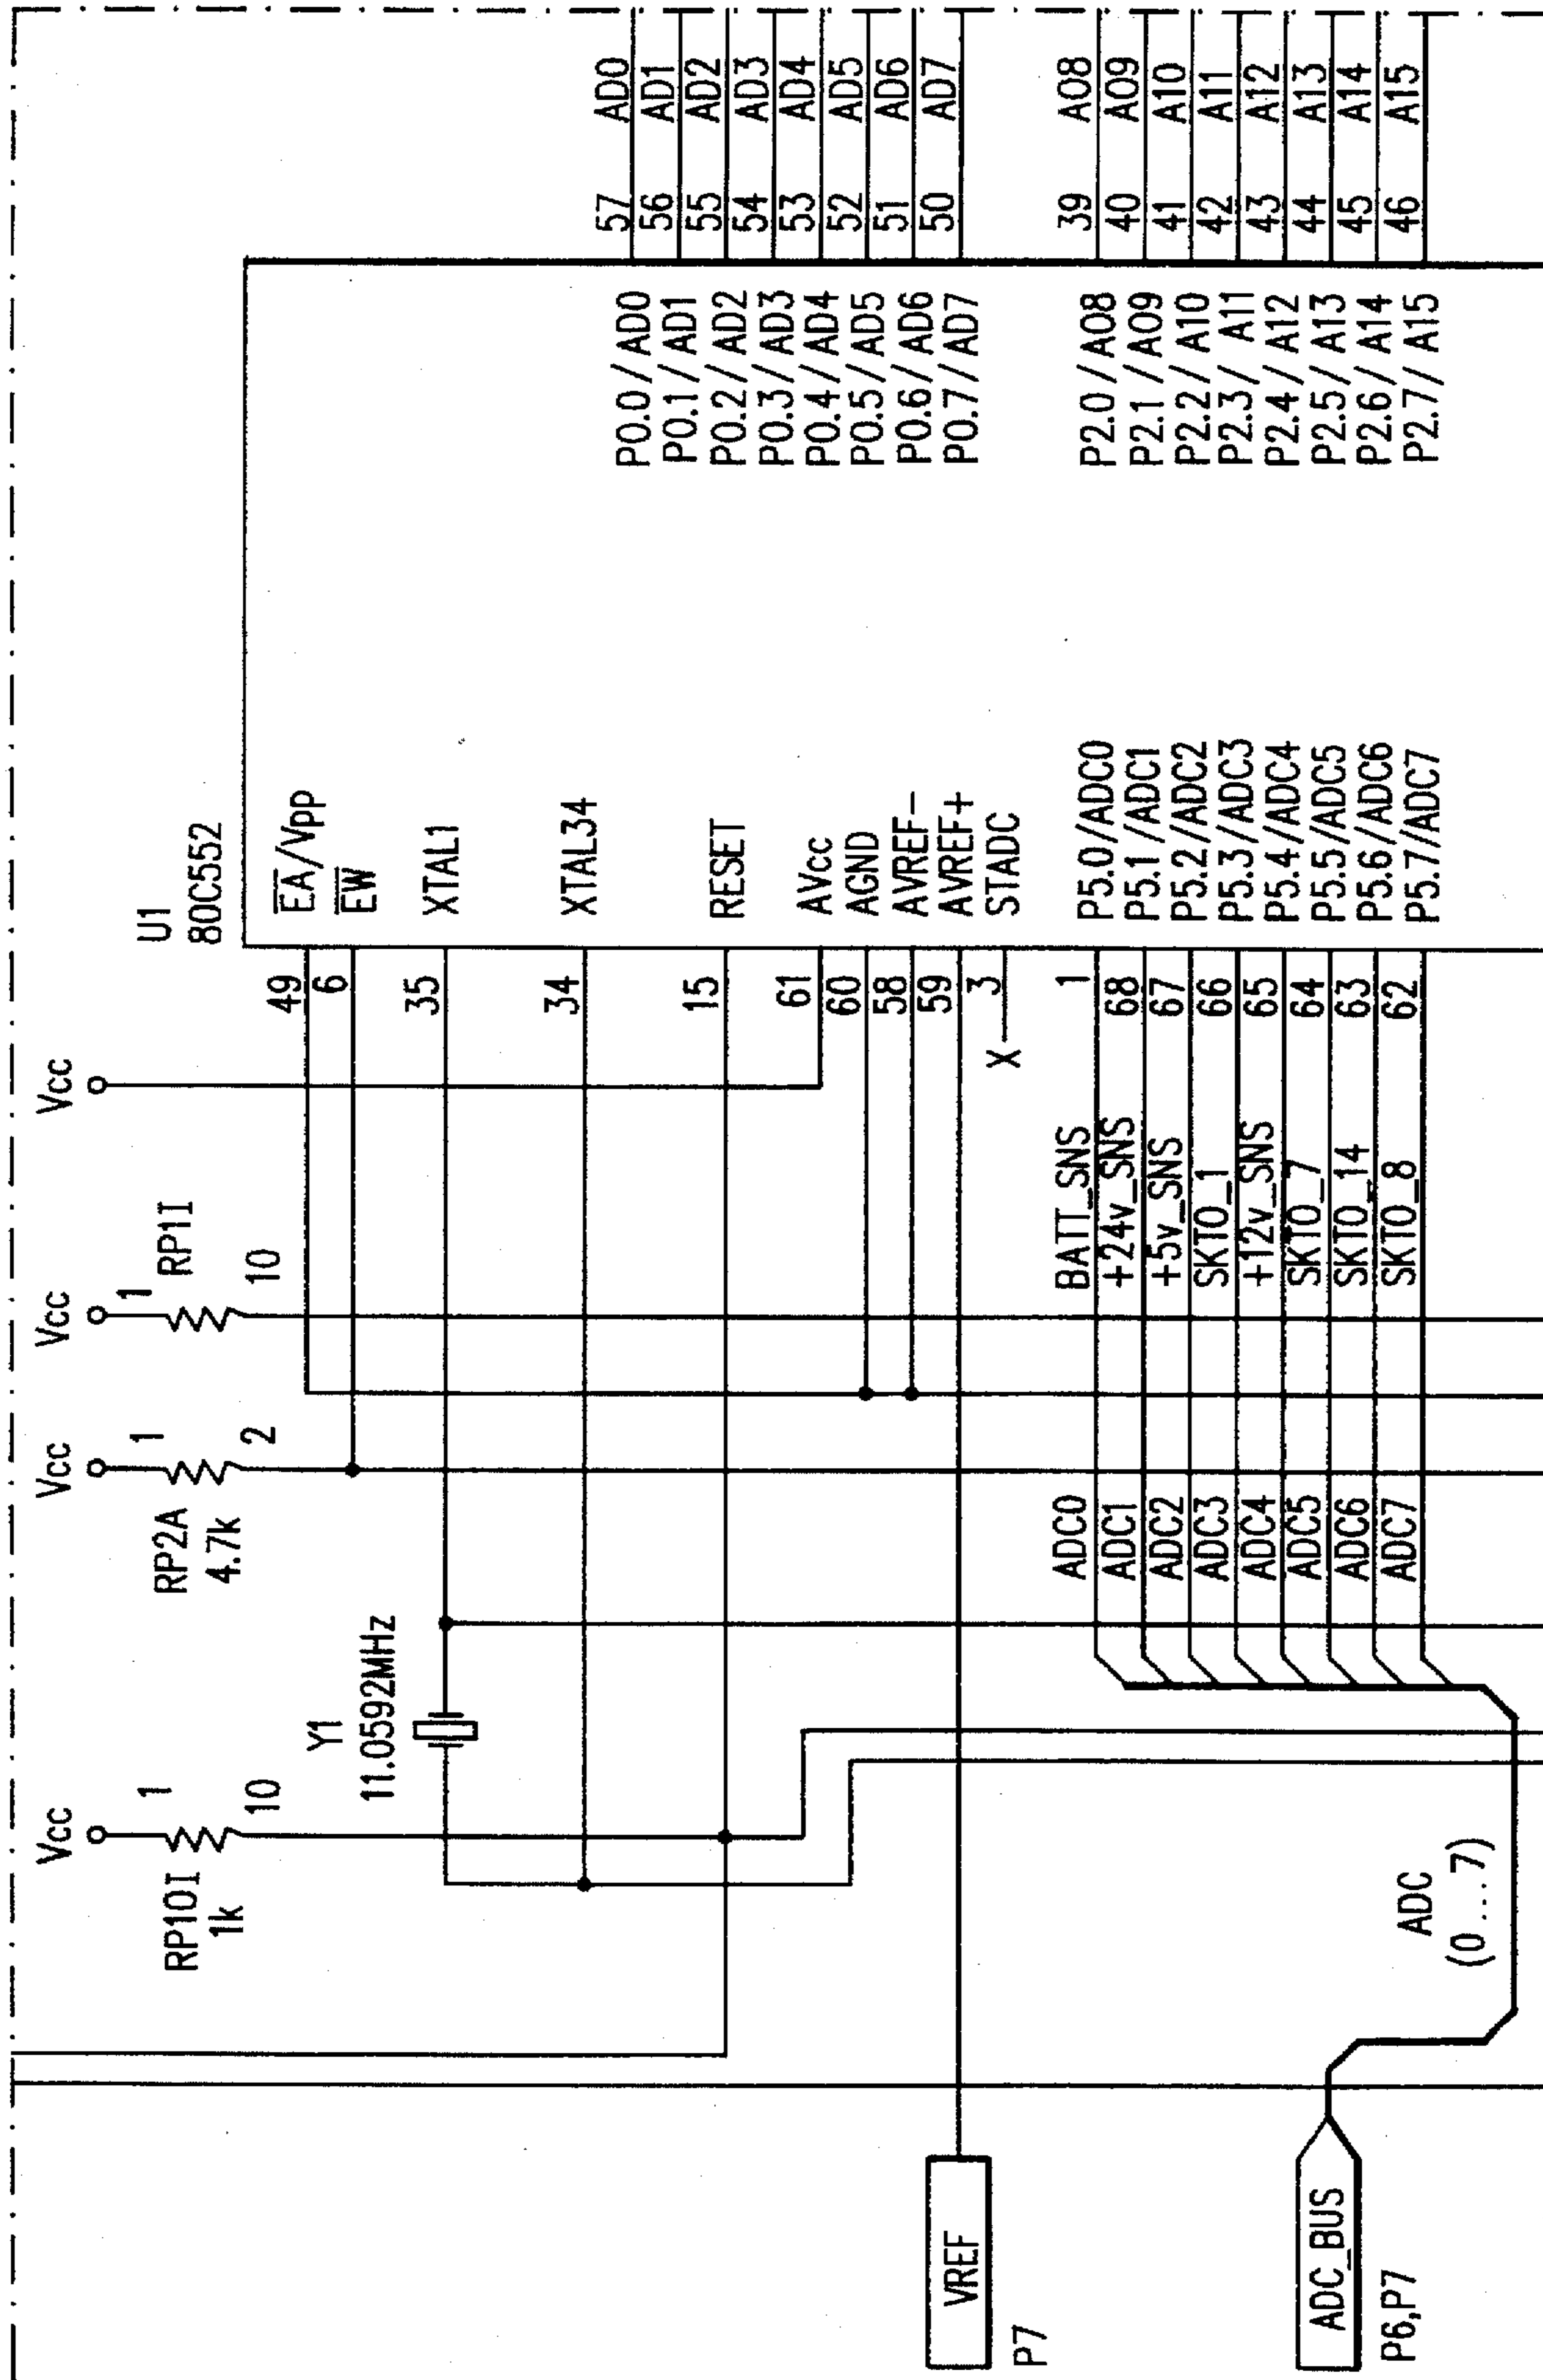 Vcc
Vcc
Vcc
Vcc
RP10I
1k
1
10
RP2A
4.7k
1
2
1
RP1I
10
U1
80C552
Y1
11.0592MHz
49
EA/Vpp
6
EW
35
XTAL1
34
XTAL34
15
RESET
61
AVcc
60
AGND
58
AVREF-
59
AVREF+
X
3
STADC
P0.0/AD0 57 AD0
P0.1/AD1 56 AD1
P0.2/AD2 55 AD2
P0.3/AD3 54 AD3
P0.4/AD4 53 AD4
P0.5/AD5 52 AD5
P0.6/AD6 51 AD6
P0.7/AD7 50 AD7
VREF
P7
ADC0 BATT_SNS 1 P5.0/ADC0
ADC1 +24v_SNS 68 P5.1/ADC1
ADC2 +5v_SNS 67 P5.2/ADC2
ADC3 SKTO_1 66 P5.3/ADC3
ADC4 +12v_SNS 65 P5.4/ADC4
ADC5 SKTO_7 64 P5.5/ADC5
ADC6 SKTO_14 63 P5.6/ADC6
ADC7 SKTO_8 62 P5.7/ADC7
P2.0/A08 39 A08
P2.1/A09 40 A09
P2.2/A10 41 A10
P2.3/A11 42 A11
P2.4/A12 43 A12
P2.5/A13 44 A13
P2.6/A14 45 A14
P2.7/A15 46 A15
ADC_BUS
P6,P7
ADC
(0...7)